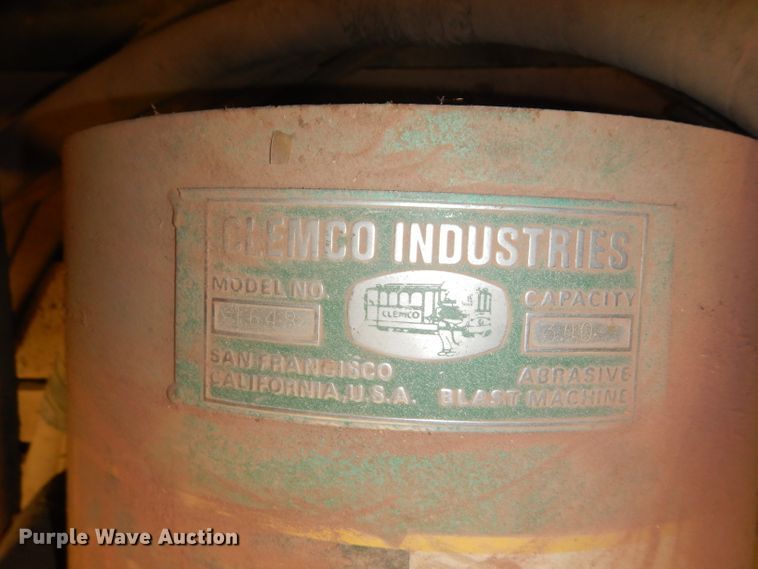 CLEMCO INDUSTRIES
MODEL NO.
CLEMCO
CAPACITY
SAN FRANCISCO
CALIFORNIA, U.S.A.
ABRASIVE
BLAST MACHINE
Purple Wave Auction